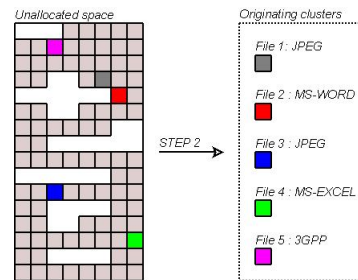 Unallocated space
Originating clusters
File 1 : JPEG
File 2 : MS-WORD
STEP 2
File 3 : JPEG
File 4 : MS-EXCEL
File 5 : 3GPP